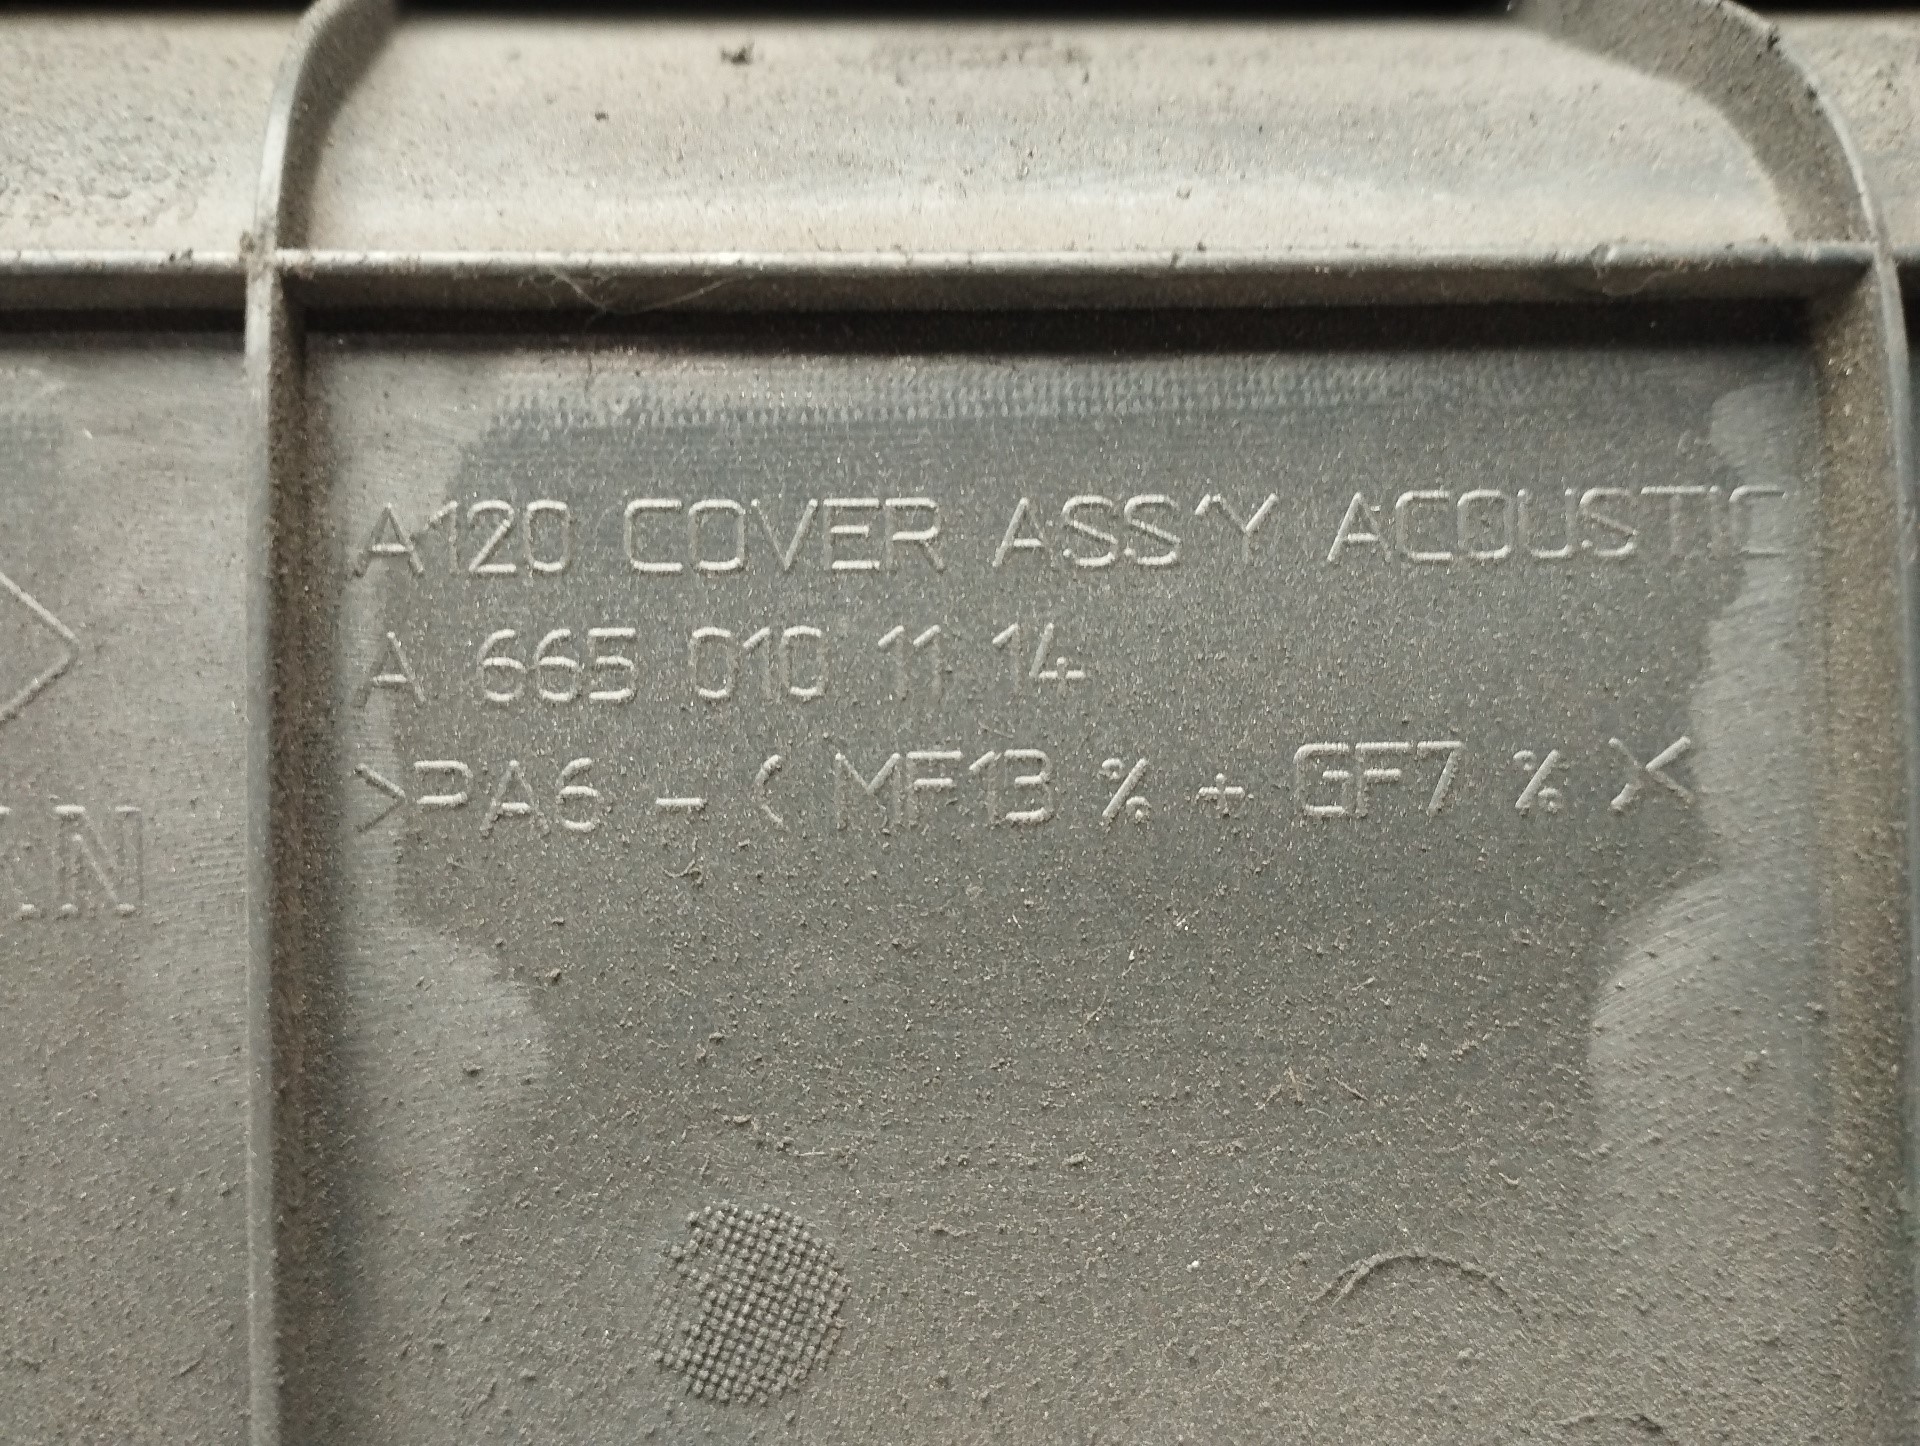 A120 COVER ASS'Y ACOUSTIC
A 665 010 11 14
>PA6 - ( MF13 % + GF7 % )<